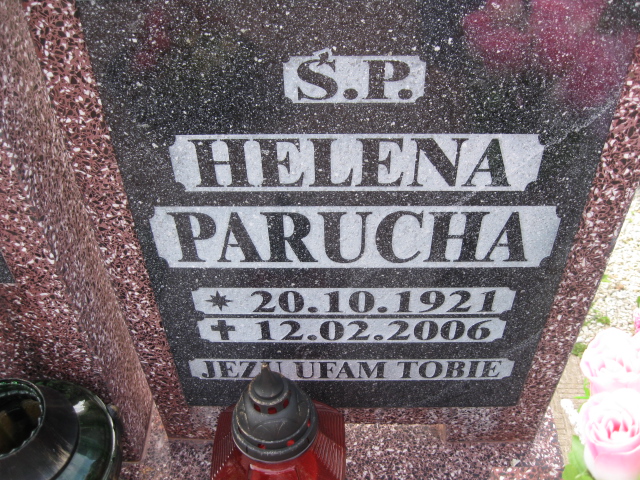 Ś.P.
HELENA
PARUCHA
* 20.10.1921
✝ 12.02.2006
JEZU UFAM TOBIE